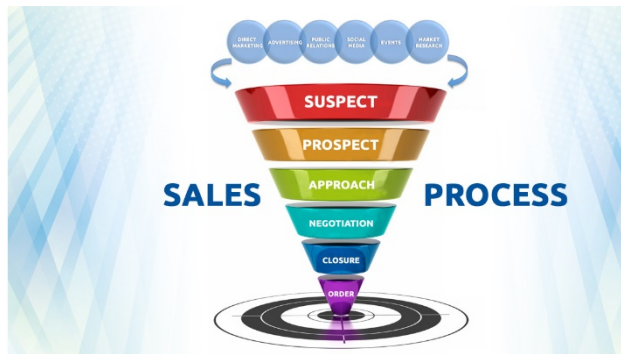 DIRECT
MARKETING
ADVERTISING
PUBLIC
RELATIONS
SOCIAL
MEDIA
EVENTS
MARKET
RESEARCH
SUSPECT
PROSPECT
APPROACH
SALES PROCESS
NEGOTIATION
CLOSURE
ORDER